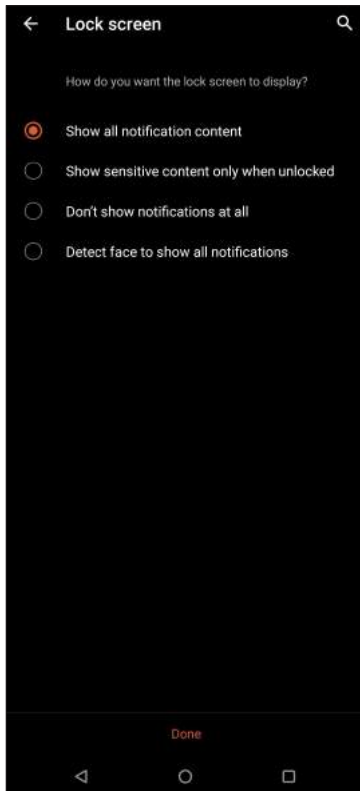 Lock screen
How do you want the lock screen to display?
Show all notification content
Show sensitive content only when unlocked
Don't show notifications at all
Detect face to show all notifications
Done